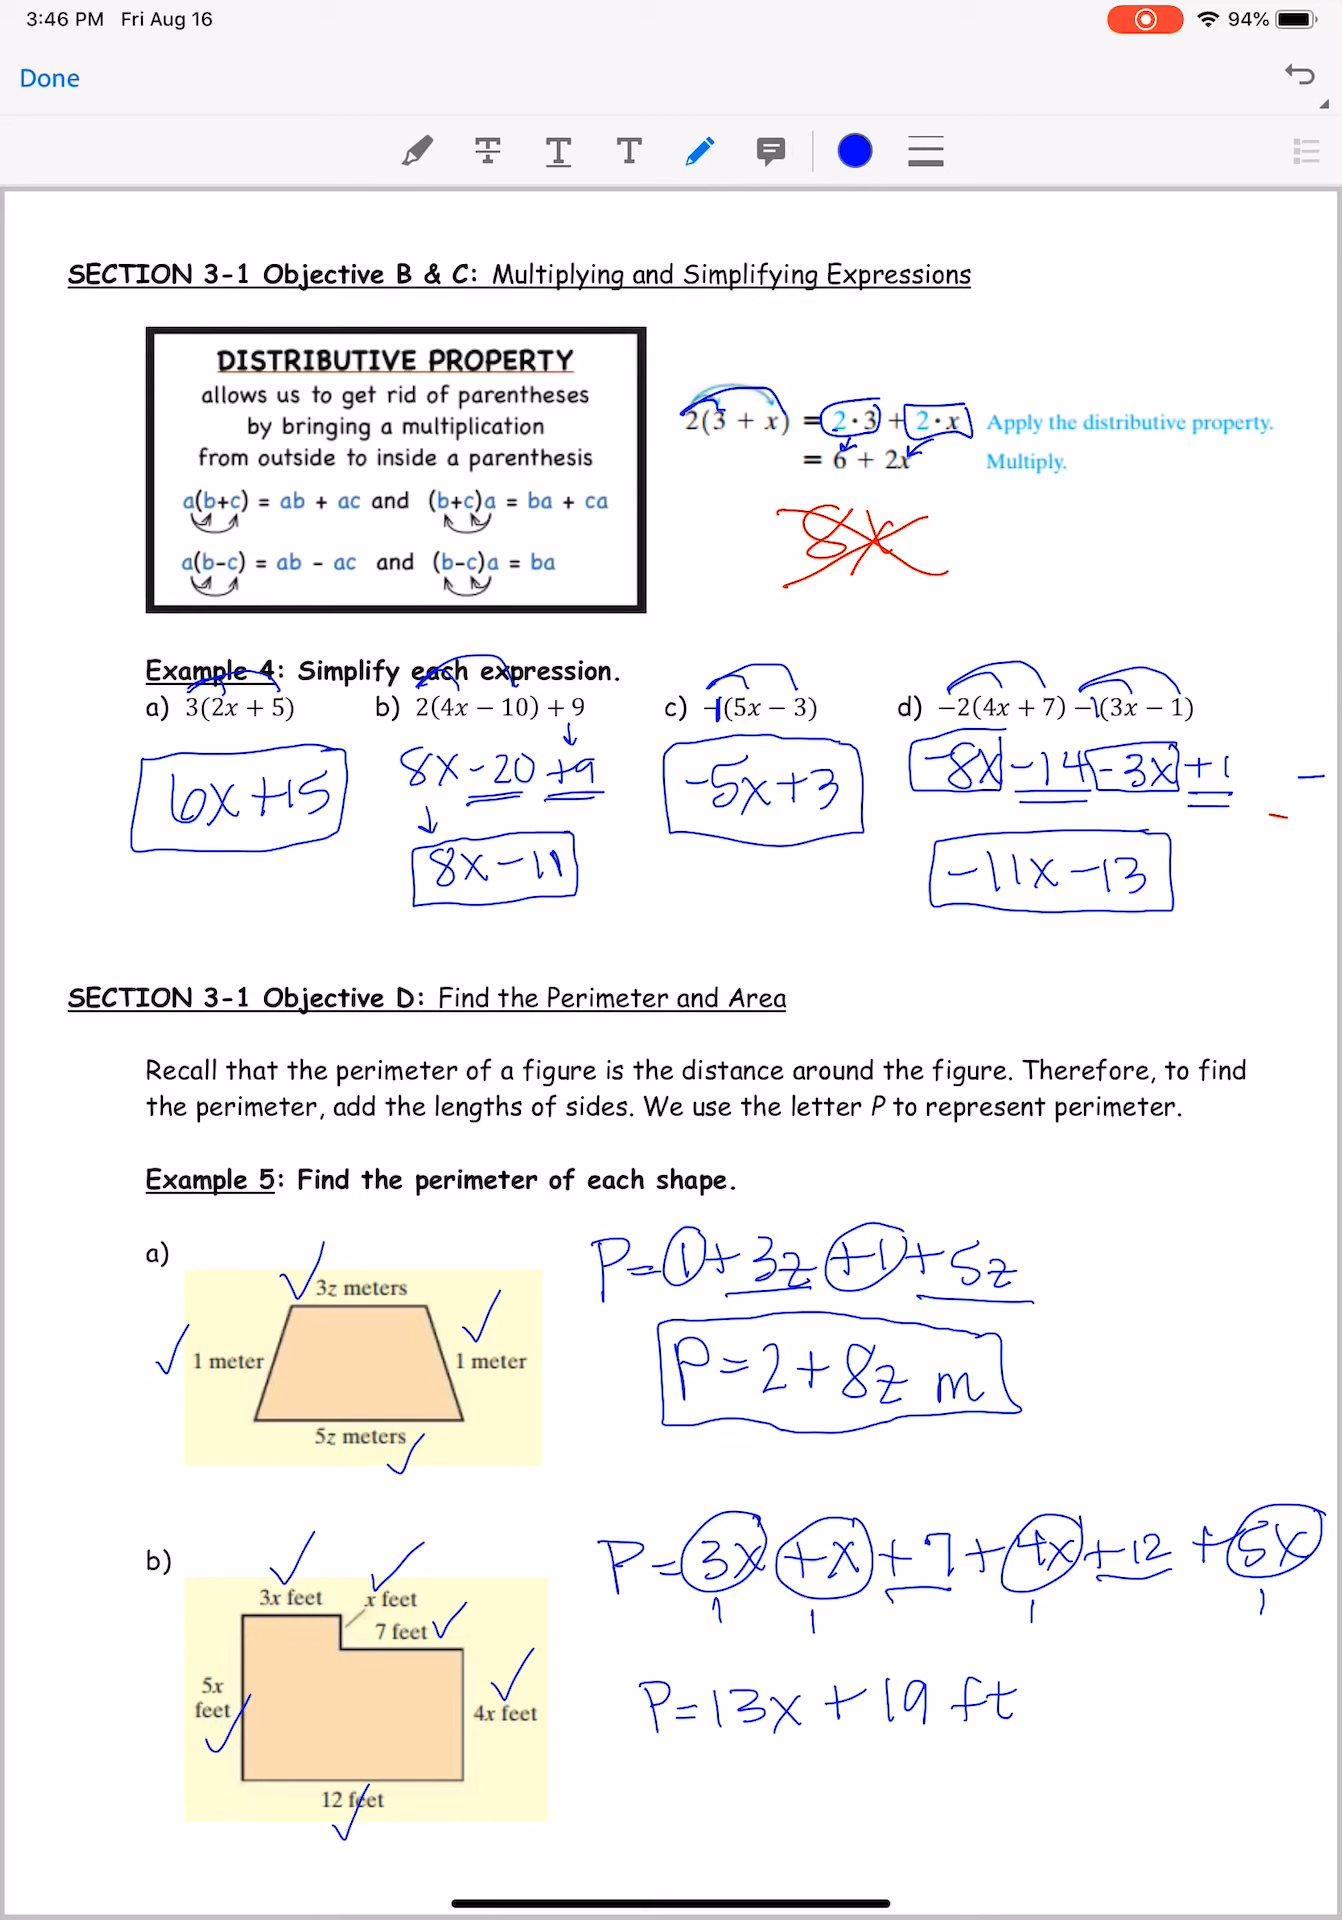 3:46 PM Fri Aug 16
94%
Done
SECTION 3-1 Objective B & C: Multiplying and Simplifying Expressions
DISTRIBUTIVE PROPERTY
allows us to get rid of parentheses
by bringing a multiplication
from outside to inside a parenthesis
a(b+c) = ab + ac and (b+c)a = ba + ca
a(b-c) = ab - ac and (b-c)a = ba
2(3 + x) = 2·3 + 2·x Apply the distributive property.
= 6 + 2x Multiply.
8x
Example 4: Simplify each expression.
a) 3(2x + 5) b) 2(4x − 10) + 9 c) −1(5x − 3) d) −2(4x + 7) −1(3x − 1)
6x+15 8x-20+9 -5x+3 -8x-14-3x+1
8x-11 -11x-13
SECTION 3-1 Objective D: Find the Perimeter and Area
Recall that the perimeter of a figure is the distance around the figure. Therefore, to find
the perimeter, add the lengths of sides. We use the letter P to represent perimeter.
Example 5: Find the perimeter of each shape.
a)
3z meters
1 meter 1 meter
5z meters
P=1+3z+1+5z
P=2+8z m
b)
3x feet x feet
7 feet
5x
feet
4x feet
12 feet
P=3x+x+7+4x+12+5x
P=13x+19 ft